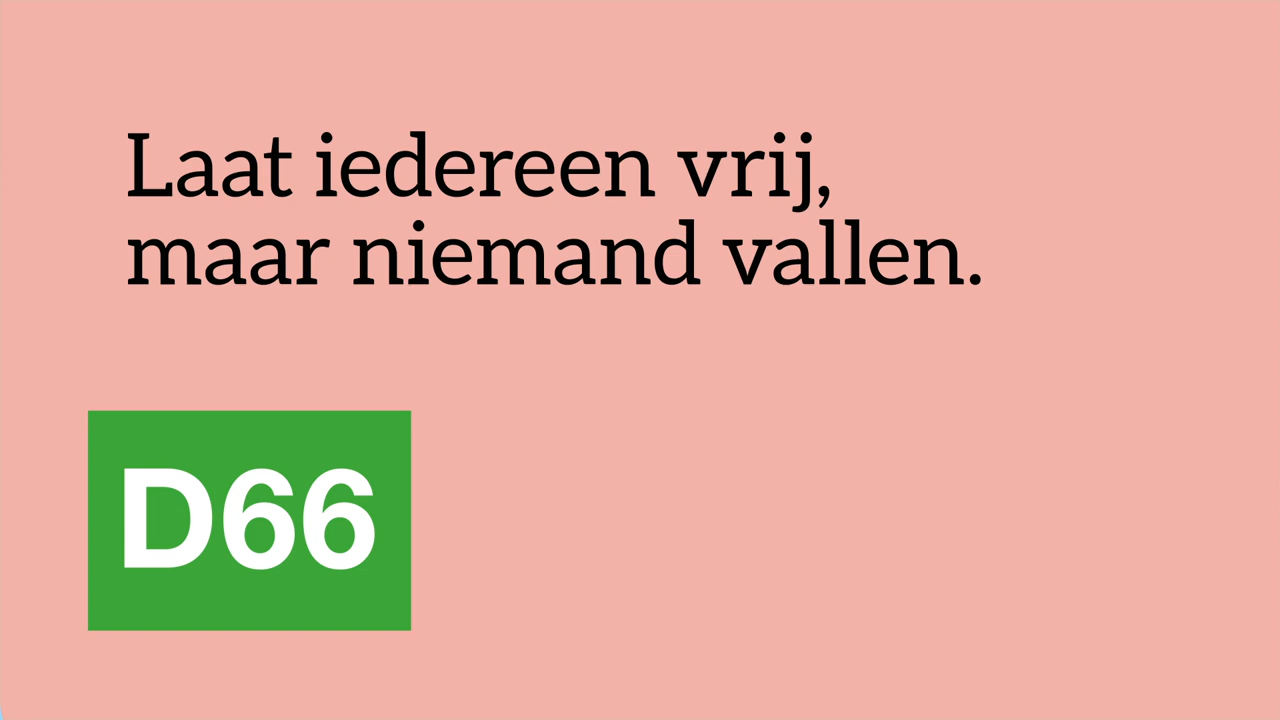 Laat iedereen vrij,
maar niemand vallen.
D66